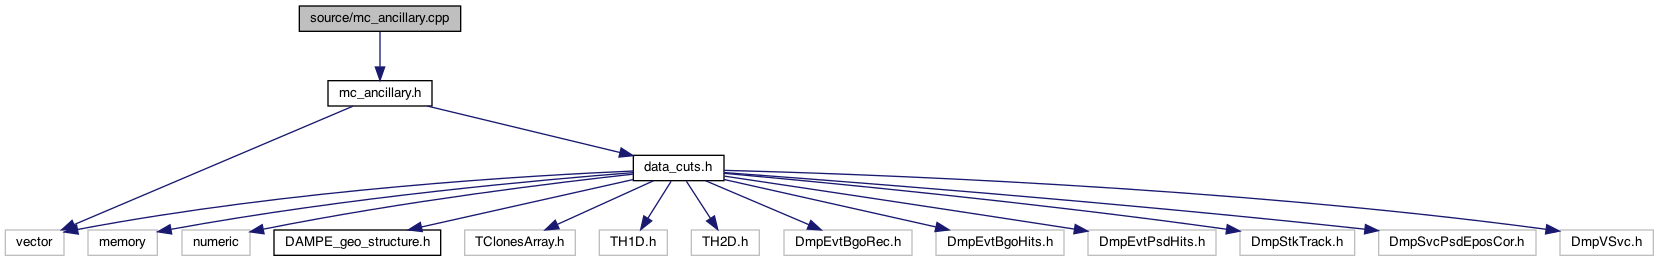 source/mc_ancillary.cpp
mc_ancillary.h
data_cuts.h
vector
memory
numeric
DAMPE_geo_structure.h
TClonesArray.h
TH1D.h
TH2D.h
DmpEvtBgoRec.h
DmpEvtBgoHits.h
DmpEvtPsdHits.h
DmpStkTrack.h
DmpSvcPsdEposCor.h
DmpVSvc.h